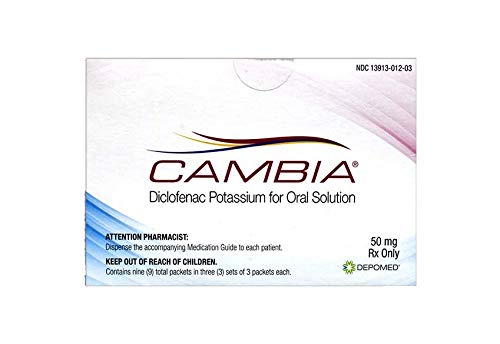 NDC 13913-012-03
CAMBIA®
Diclofenac Potassium for Oral Solution
ATTENTION PHARMACIST:
Dispense the accompanying Medication Guide to each patient.
KEEP OUT OF REACH OF CHILDREN.
Contains nine (9) total packets in three (3) sets of 3 packets each.
50 mg
Rx Only
DEPOMED®